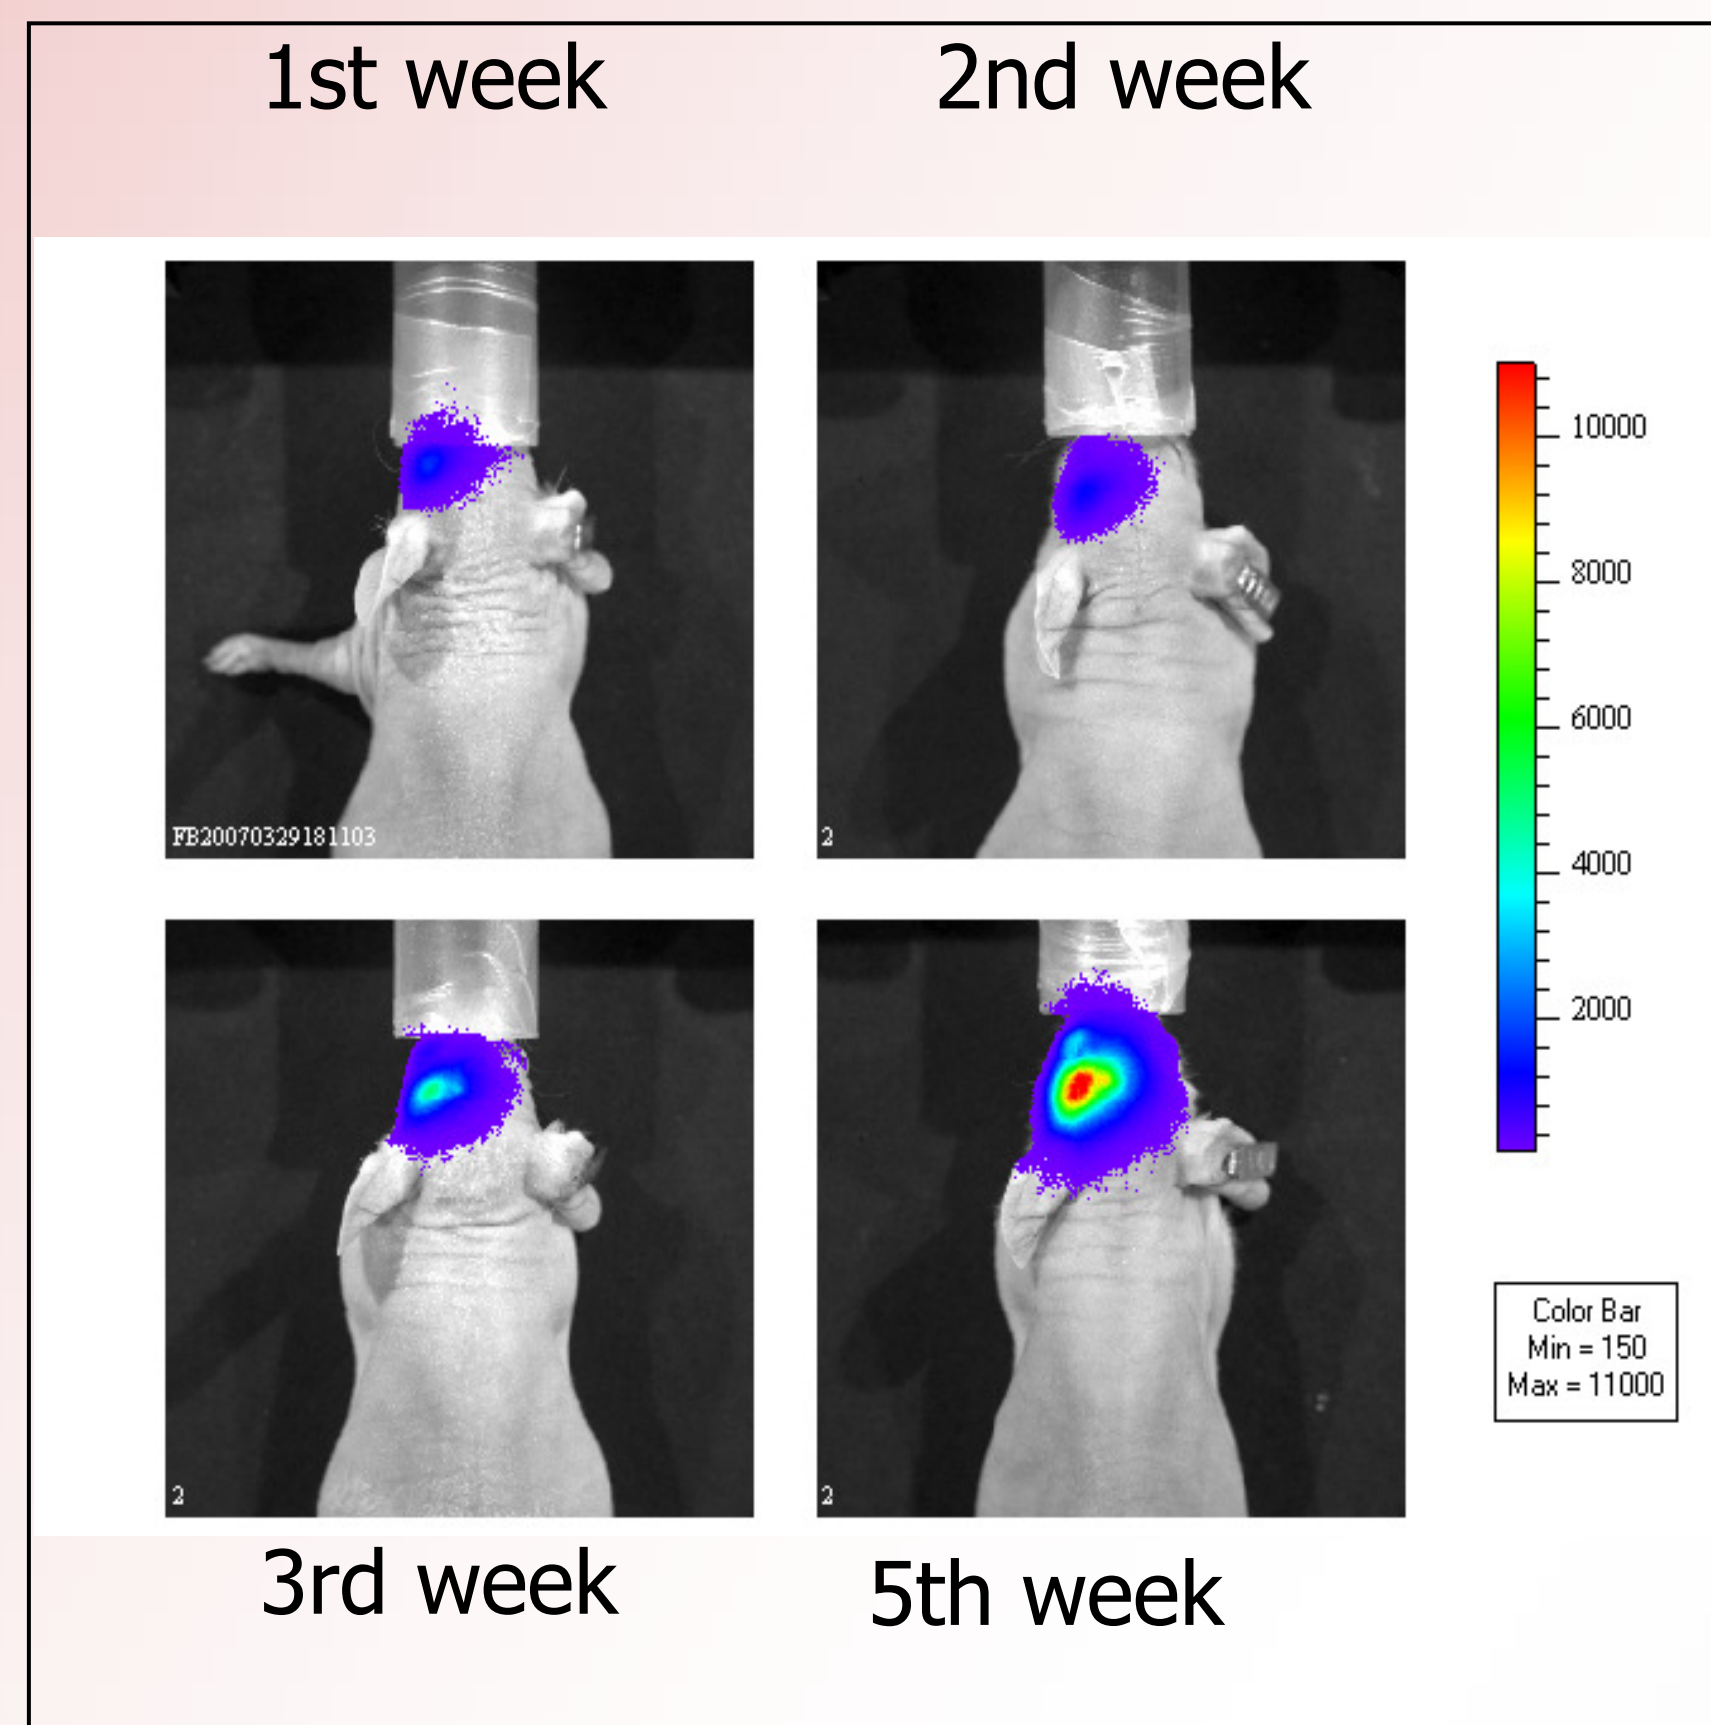 1st week
2nd week
FB20070329181103
2
10000
8000
6000
4000
2000
2
2
Color Bar
Min = 150
Max = 11000
3rd week
5th week